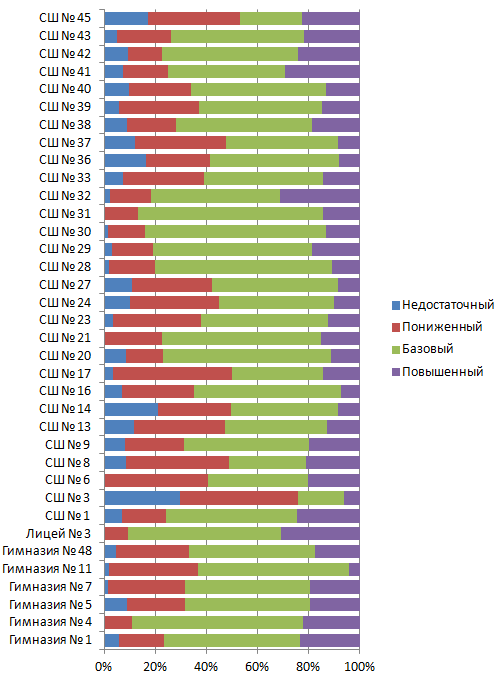 СШ № 45
СШ № 43
СШ № 42
СШ № 41
СШ № 40
СШ № 39
СШ № 38
СШ № 37
СШ № 36
СШ № 33
СШ № 32
СШ № 31
СШ № 30
СШ № 29
СШ № 28
СШ № 27
СШ № 24
СШ № 23
СШ № 21
СШ № 20
СШ № 17
СШ № 16
СШ № 14
СШ № 13
СШ № 9
СШ № 8
СШ № 6
СШ № 3
СШ № 1
Лицей № 3
Гимназия № 48
Гимназия № 11
Гимназия № 7
Гимназия № 5
Гимназия № 4
Гимназия № 1
0% 20% 40% 60% 80% 100%
Недостаточный
Пониженный
Базовый
Повышенный